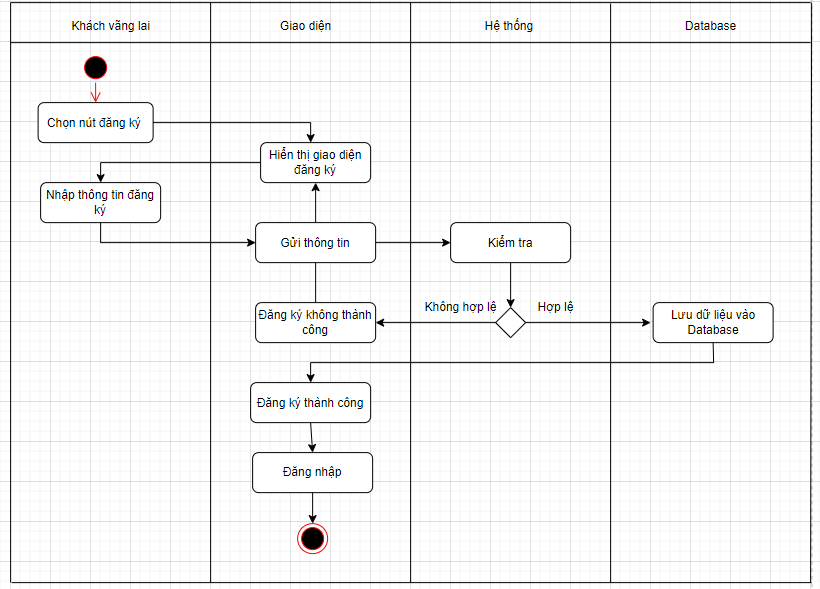 Khách vãng lai
Giao diện
Hệ thống
Database
Chọn nút đăng ký
Hiển thị giao diện
đăng ký
Nhập thông tin đăng
ký
Gửi thông tin
Kiểm tra
Không hợp lệ
Hợp lệ
Đăng ký không thành
công
Lưu dữ liệu vào
Database
Đăng ký thành công
Đăng nhập